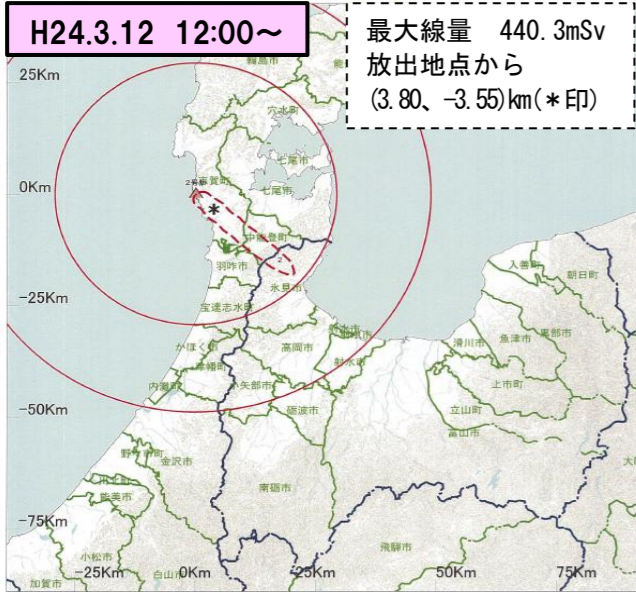 H24.3.12 12:00～
最大線量 440.3mSv
放出地点から
(3.80、-3.55)km(＊印)
輪島市
25Km
穴水町
七尾市
志賀町
0Km
七尾市
＊
中能登町
2
羽咋市
氷見市
入善町
朝日町
-25Km
宝達志水町
射水市
滑川市
魚津市
黒部市
かほく市
高岡市
射水市
津幡町
上市町
内灘町
小矢部市
-50Km
砺波市
立山町
富山市
野々市町
金沢市
川北町
能美市
南砺市
-75Km
飛騨市
小松市
-25Km
白山市
0Km
25Km
50Km
75Km
加賀市